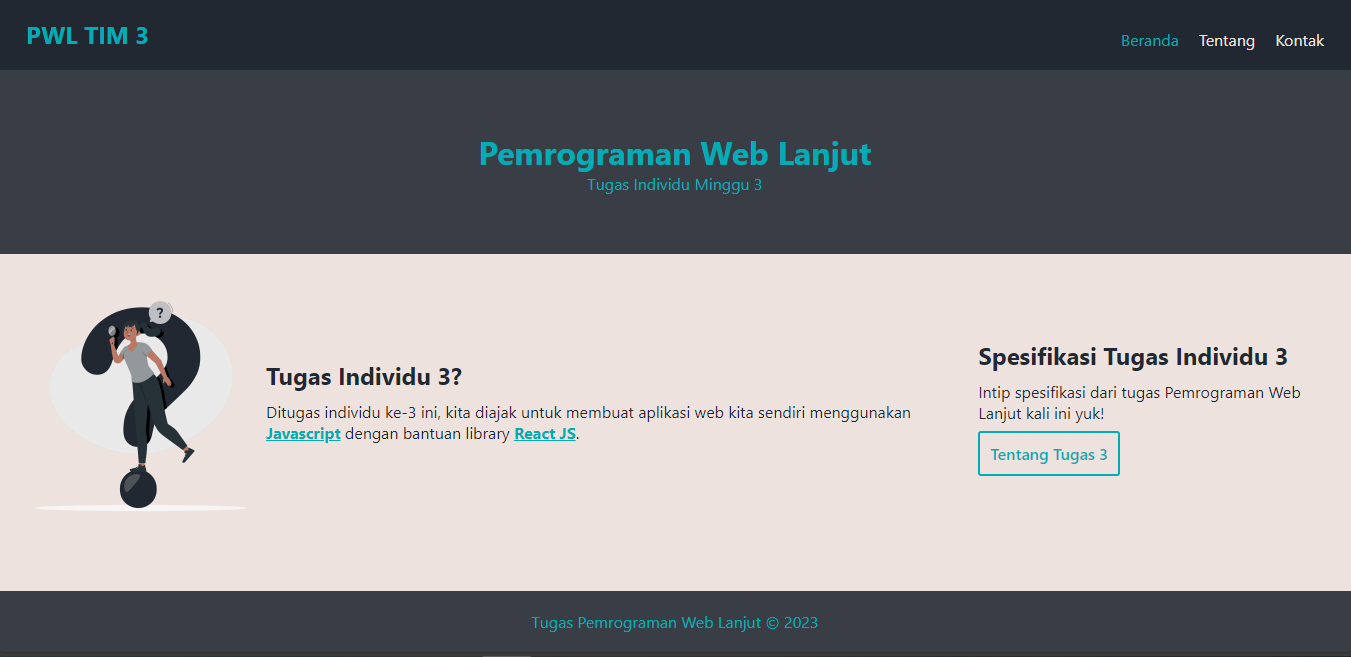 PWL TIM 3
Beranda Tentang Kontak
Pemrograman Web Lanjut
Tugas Individu Minggu 3
?
Tugas Individu 3?
Ditugas individu ke-3 ini, kita diajak untuk membuat aplikasi web kita sendiri menggunakan
Javascript dengan bantuan library React JS.
Spesifikasi Tugas Individu 3
Intip spesifikasi dari tugas Pemrograman Web
Lanjut kali ini yuk!
Tentang Tugas 3
Tugas Pemrograman Web Lanjut © 2023